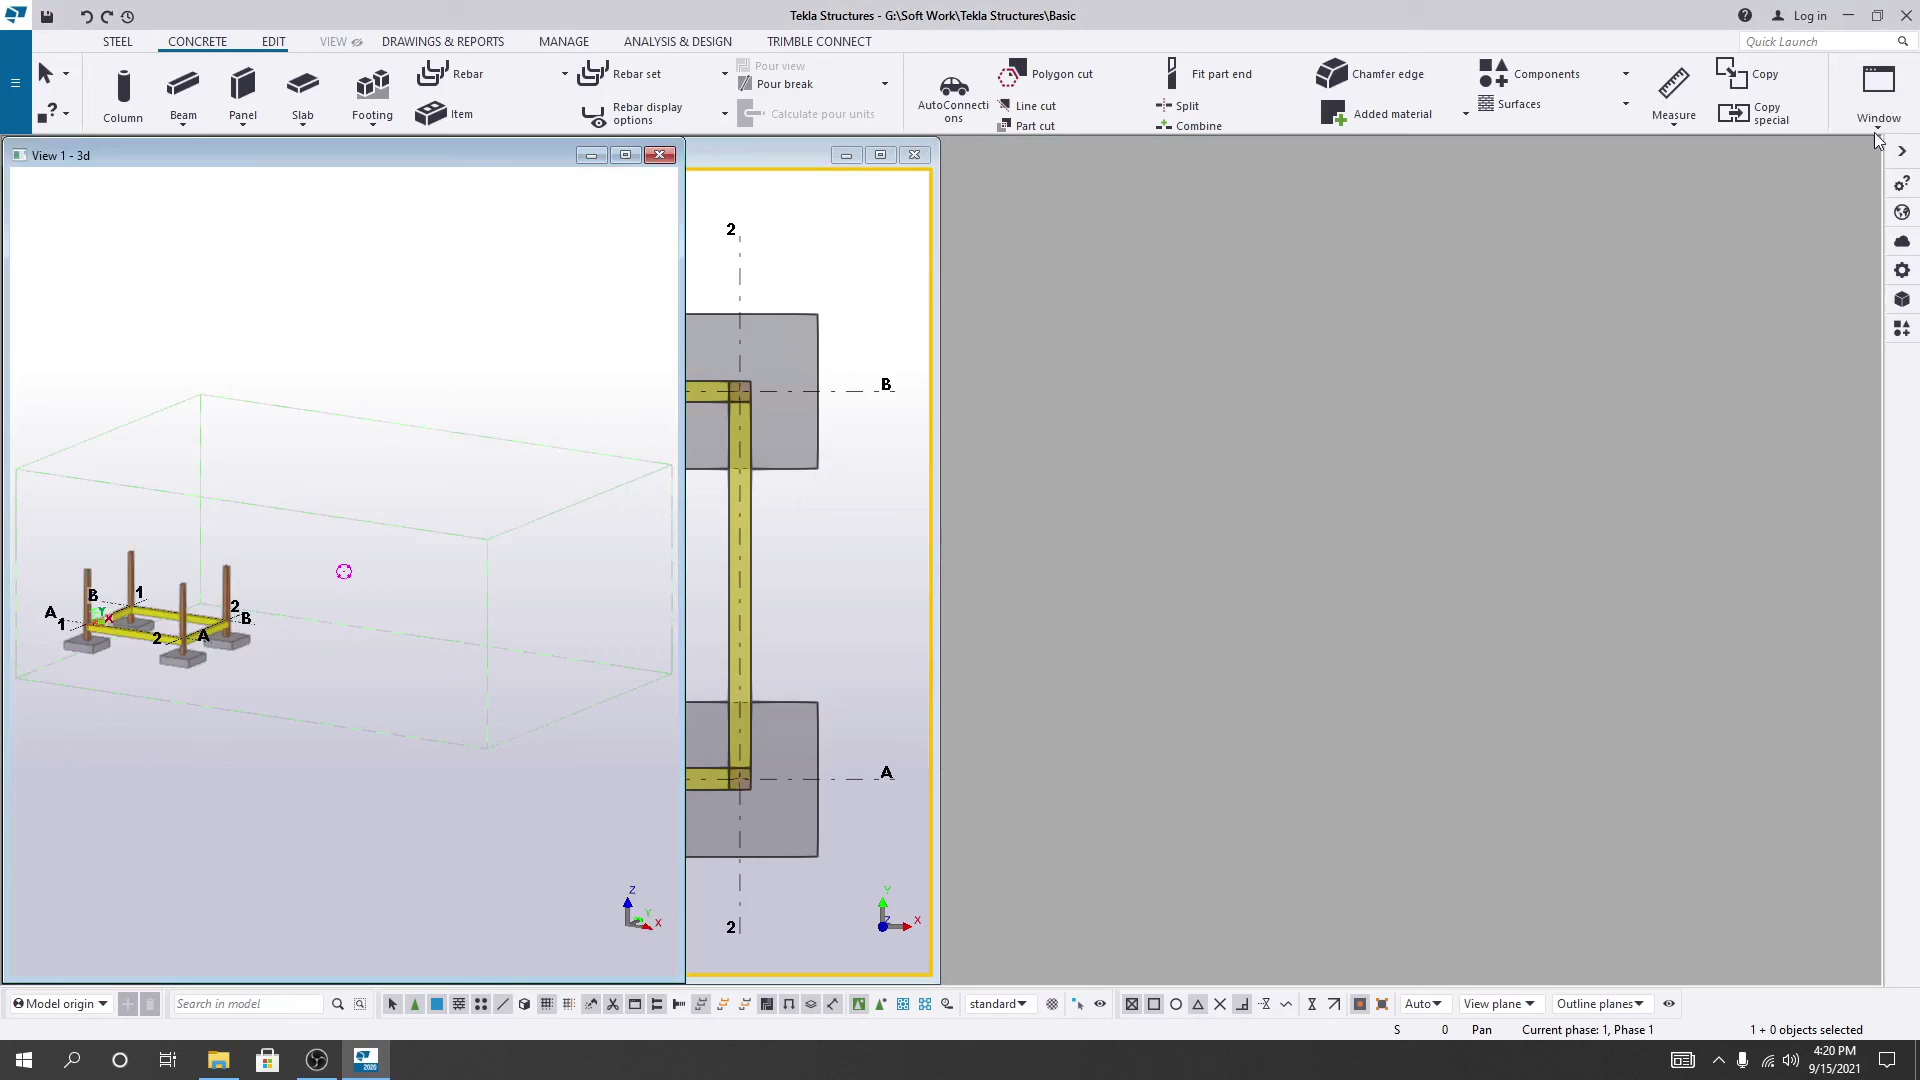 Tekla Structures - G:\Soft Work\Tekla Structures\Basic
Log in
STEEL
CONCRETE
EDIT
VIEW
DRAWINGS & REPORTS
MANAGE
ANALYSIS & DESIGN
TRIMBLE CONNECT
Quick Launch
Column
Beam
Panel
Slab
Footing
Rebar
Item
Rebar set
Rebar display
options
Pour view
Pour break
Calculate pour units
AutoConnecti
ons
Polygon cut
Line cut
Part cut
Fit part end
Split
Combine
Chamfer edge
Added material
Components
Surfaces
Measure
Copy
Copy
special
Window
View 1 - 3d
2
B
A
2
B
1
A
1
2
B
2
A
Y
X
Z
Y
X
Y
Z
X
Model origin
Search in model
standard
Auto
View plane
Outline planes
S
0
Pan
Current phase: 1, Phase 1
1 + 0 objects selected
2020
4:20 PM
9/15/2021